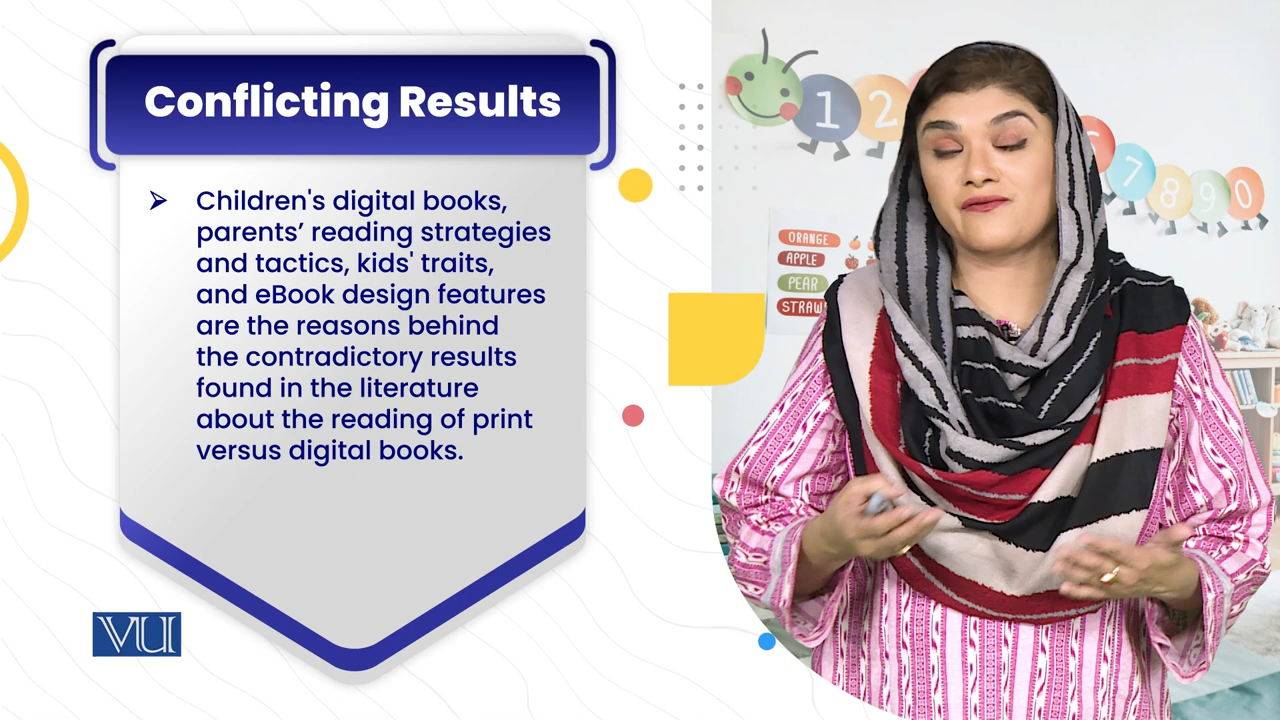 Conflicting Results
➢ Children's digital books,
parents’ reading strategies
and tactics, kids' traits,
and eBook design features
are the reasons behind
the contradictory results
found in the literature
about the reading of print
versus digital books.
VU
1 2
6 7 8 9 0
ORANGE
APPLE
PEAR